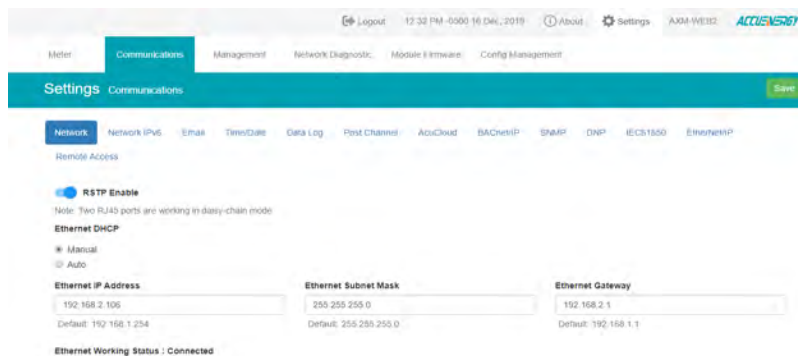 Logout 12:32 PM -0500 16 Dec, 2019 About Settings AXM-WEB2 ACCUENERGY
Meter Communications Management Network Diagnostic Module Firmware Config Management
Settings Communications Save
Network Network IPv6 Email Time/Date Data Log Post Channel AcuCloud BACnet/IP SNMP DNP IEC61850 EtherNet/IP
Remote Access
RSTP Enable
Note: Two RJ45 ports are working in daisy-chain mode
Ethernet DHCP
Manual
Auto
Ethernet IP Address Ethernet Subnet Mask Ethernet Gateway
192.168.2.106 255.255.255.0 192.168.2.1
Default: 192.168.1.254 Default: 255.255.255.0 Default: 192.168.1.1
Ethernet Working Status : Connected